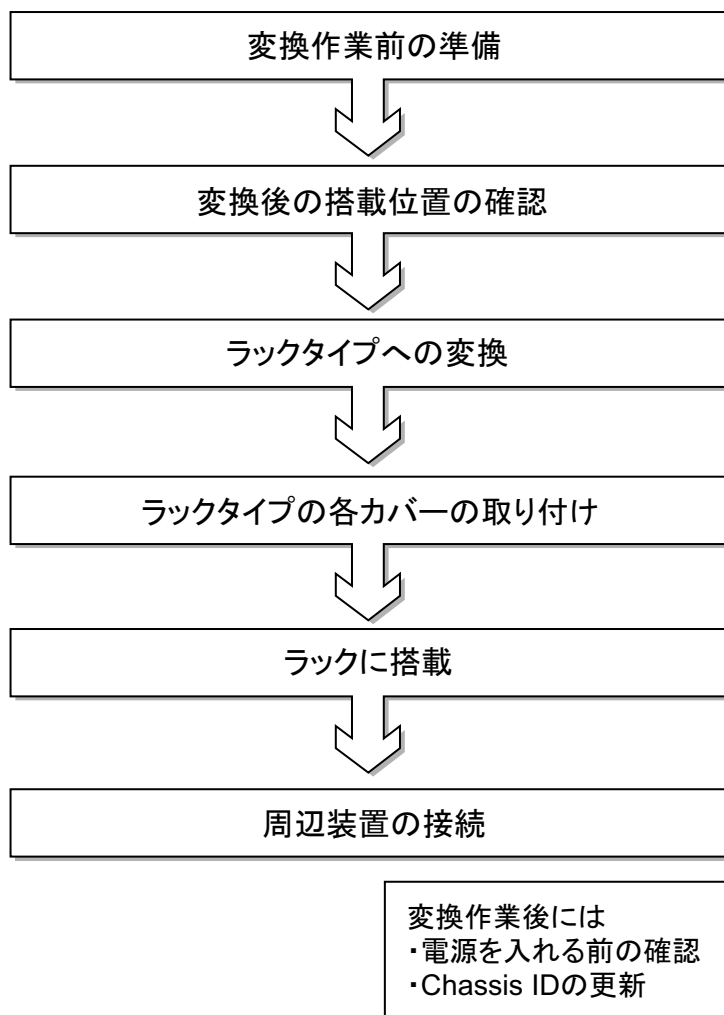 変換作業前の準備
変換後の搭載位置の確認
ラックタイプへの変換
ラックタイプの各カバーの取り付け
ラックに搭載
周辺装置の接続
変換作業後には
・電源を入れる前の確認
・Chassis IDの更新